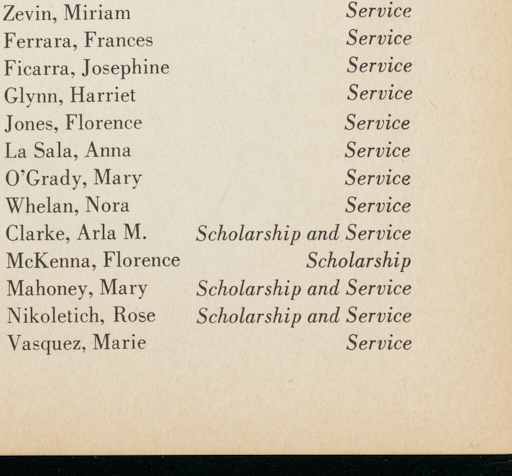 Zevin, Miriam Service
Ferrara, Frances Service
Ficarra, Josephine Service
Glynn, Harriet Service
Jones, Florence Service
La Sala, Anna Service
O'Grady, Mary Service
Whelan, Nora Service
Clarke, Arla M. Scholarship and Service
McKenna, Florence Scholarship
Mahoney, Mary Scholarship and Service
Nikoletich, Rose Scholarship and Service
Vasquez, Marie Service